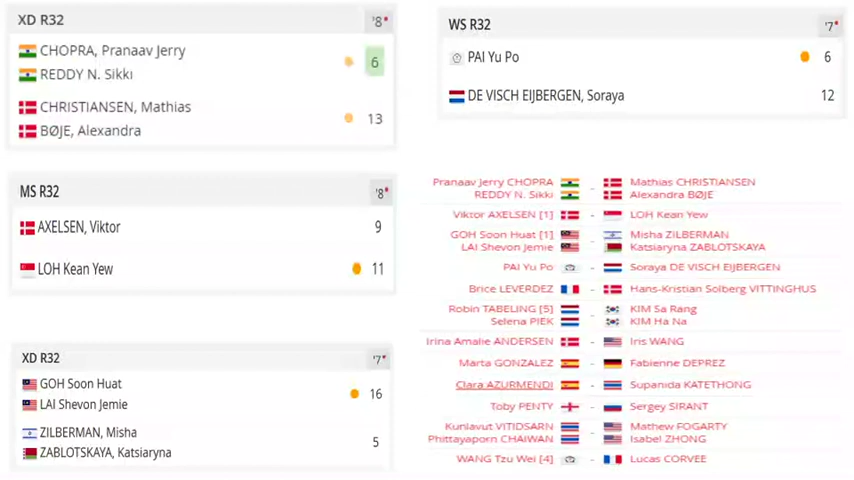 XD R32 '8
CHOPRA, Pranaav Jerry
REDDY N. Sikki
6
CHRISTIANSEN, Mathias
BØJE, Alexandra
13
MS R32 '8
AXELSEN, Viktor 9
LOH Kean Yew 11
XD R32 '7
GOH Soon Huat
LAI Shevon Jemie
16
ZILBERMAN, Misha
ZABLOTSKAYA, Katsiaryna
5
WS R32 '7
PAI Yu Po 6
DE VISCH EIJBERGEN, Soraya 12
Pranaav Jerry CHOPRA - Mathias CHRISTIANSEN
REDDY N. Sikki Alexandra BØJE
Viktor AXELSEN [1] - LOH Kean Yew
GOH Soon Huat [1] - Misha ZILBERMAN
LAI Shevon Jemie Katsiaryna ZABLOTSKAYA
PAI Yu Po - Soraya DE VISCH EIJBERGEN
Brice LEVERDEZ - Hans-Kristian Solberg VITTINGHUS
Robin TABELING [5] - KIM Sa Rang
Selena PIEK KIM Ha Na
Irina Amalie ANDERSEN - Iris WANG
Marta GONZALEZ - Fabienne DEPREZ
Clara AZURMENDI - Supanida KATETHONG
Toby PENTY - Sergey SIRANT
Kunlavut VITIDSARN - Mathew FOGARTY
Phittayaporn CHAIWAN Isabel ZHONG
WANG Tzu Wei [4] - Lucas CORVEE